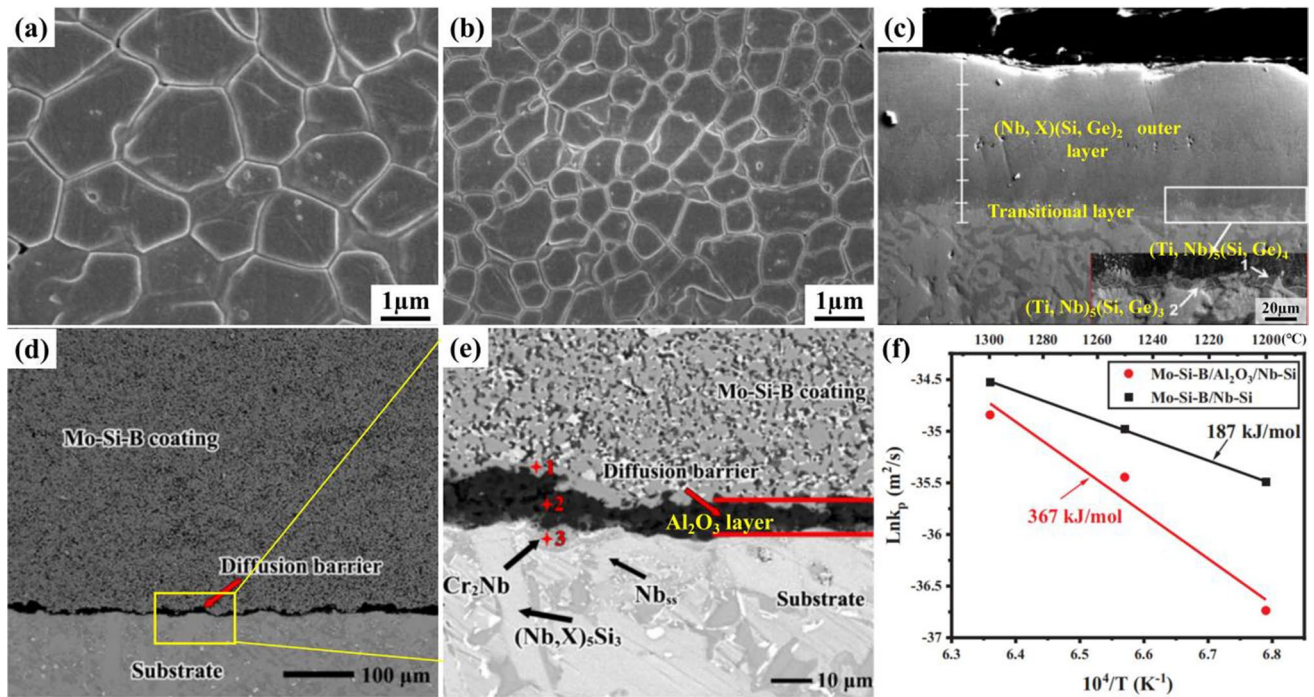 (a)
1μm
(b)
1μm
(c)
(Nb, X)(Si, Ge)₂ outer
layer
Transitional layer
(Ti, Nb)₅(Si, Ge)₄
1
2
(Ti, Nb)₅(Si, Ge)₃
20μm
(d)
Mo-Si-B coating
Diffusion barrier
Substrate
100 μm
(e)
Mo-Si-B coating
1
Diffusion barrier
2
Al₂O₃ layer
3
Cr₂Nb
Nbₛₛ
Substrate
(Nb,X)₅Si₃
10 μm
(f)
1300 1280 1260 1240 1220 1200(°C)
Mo-Si-B/Al₂O₃/Nb-Si
Mo-Si-B/Nb-Si
187 kJ/mol
367 kJ/mol
-34.5
-35
-35.5
-36
-36.5
-37
Lnkₚ (m²/s)
6.3 6.4 6.5 6.6 6.7 6.8 6.9
10⁴/T (K⁻¹)